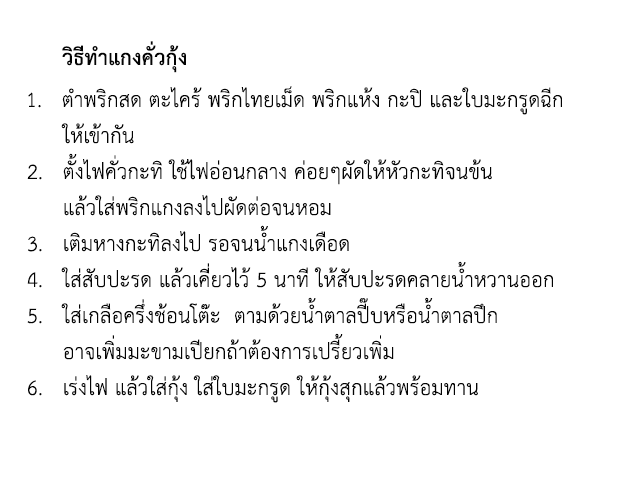 วิธีทำแกงคั่วกุ้ง
1. ตำพริกสด ตะไคร้ พริกไทยเม็ด พริกแห้ง กะปิ และใบมะกรูดฉีก
ให้เข้ากัน
2. ตั้งไฟคั่วกะทิ ใช้ไฟอ่อนกลาง ค่อยๆผัดให้หัวกะทิจนข้น
แล้วใส่พริกแกงลงไปผัดต่อจนหอม
3. เติมหางกะทิลงไป รอจนน้ำแกงเดือด
4. ใส่สับปะรด แล้วเคี่ยวไว้ 5 นาที ให้สับปะรดคลายน้ำหวานออก
5. ใส่เกลือครึ่งช้อนโต๊ะ ตามด้วยน้ำตาลปี๊บหรือน้ำตาลปึก
อาจเพิ่มมะขามเปียกถ้าต้องการเปรี้ยวเพิ่ม
6. เร่งไฟ แล้วใส่กุ้ง ใส่ใบมะกรูด ให้กุ้งสุกแล้วพร้อมทาน